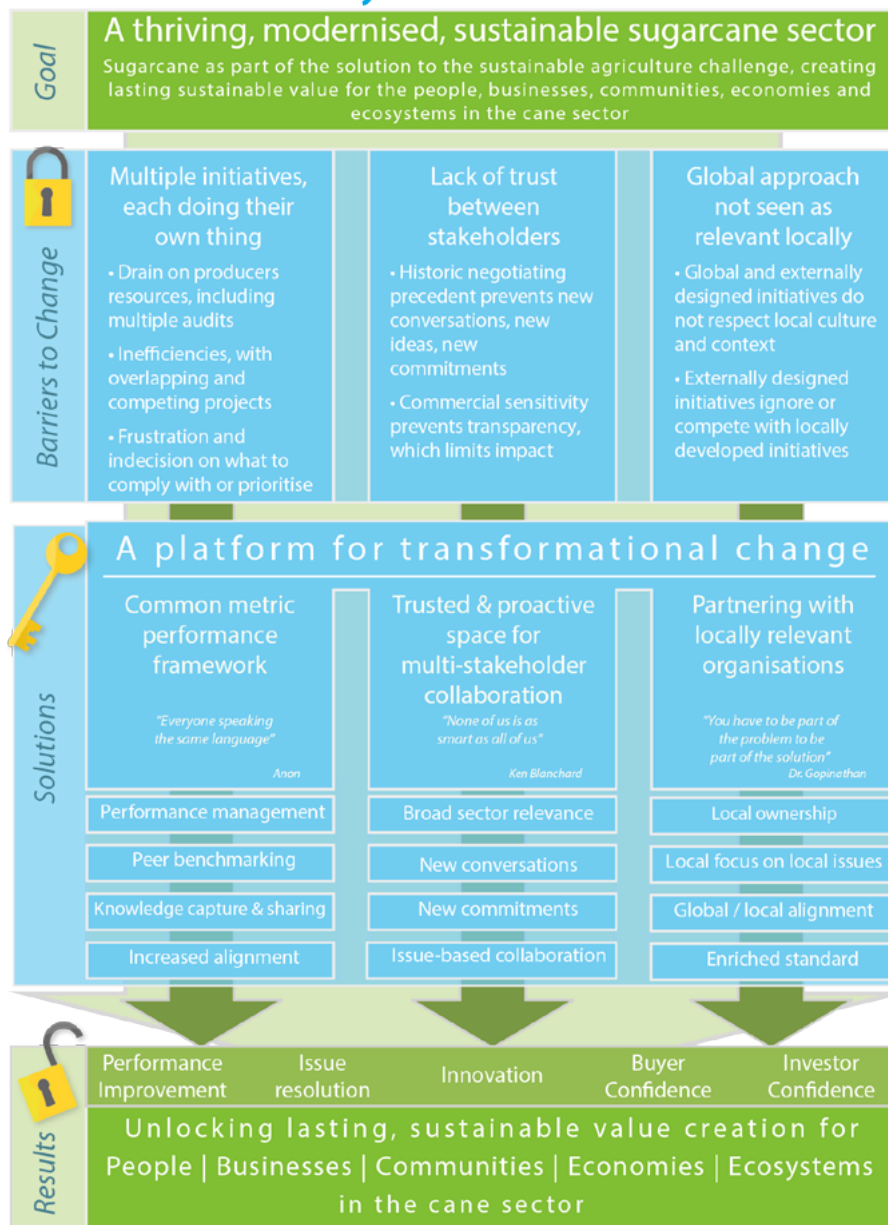 Goal
A thriving, modernised, sustainable sugarcane sector
Sugarcane as part of the solution to the sustainable agriculture challenge, creating
lasting sustainable value for the people, businesses, communities, economies and
ecosystems in the cane sector
Barriers to Change
Multiple initiatives,
each doing their
own thing
• Drain on producers
resources, including
multiple audits
• Inefficiencies, with
overlapping and
competing projects
• Frustration and
indecision on what to
comply with or prioritise
Lack of trust
between
stakeholders
• Historic negotiating
precedent prevents new
conversations, new
ideas, new
commitments
• Commercial sensitivity
prevents transparency,
which limits impact
Global approach
not seen as
relevant locally
• Global and externally
designed initiatives do
not respect local culture
and context
• Externally designed
initiatives ignore or
compete with locally
developed initiatives
Solutions
A platform for transformational change
Common metric
performance
framework
"Everyone speaking
the same language"
Anon
Performance management
Peer benchmarking
Knowledge capture & sharing
Increased alignment
Trusted & proactive
space for
multi-stakeholder
collaboration
"None of us is as
smart as all of us"
Ken Blanchard
Broad sector relevance
New conversations
New commitments
Issue-based collaboration
Partnering with
locally relevant
organisations
"You have to be part of
the problem to be
part of the solution"
Dr. Gopinathan
Local ownership
Local focus on local issues
Global / local alignment
Enriched standard
Results
Performance
Improvement
Issue
resolution
Innovation
Buyer
Confidence
Investor
Confidence
Unlocking lasting, sustainable value creation for
People | Businesses | Communities | Economies | Ecosystems
in the cane sector